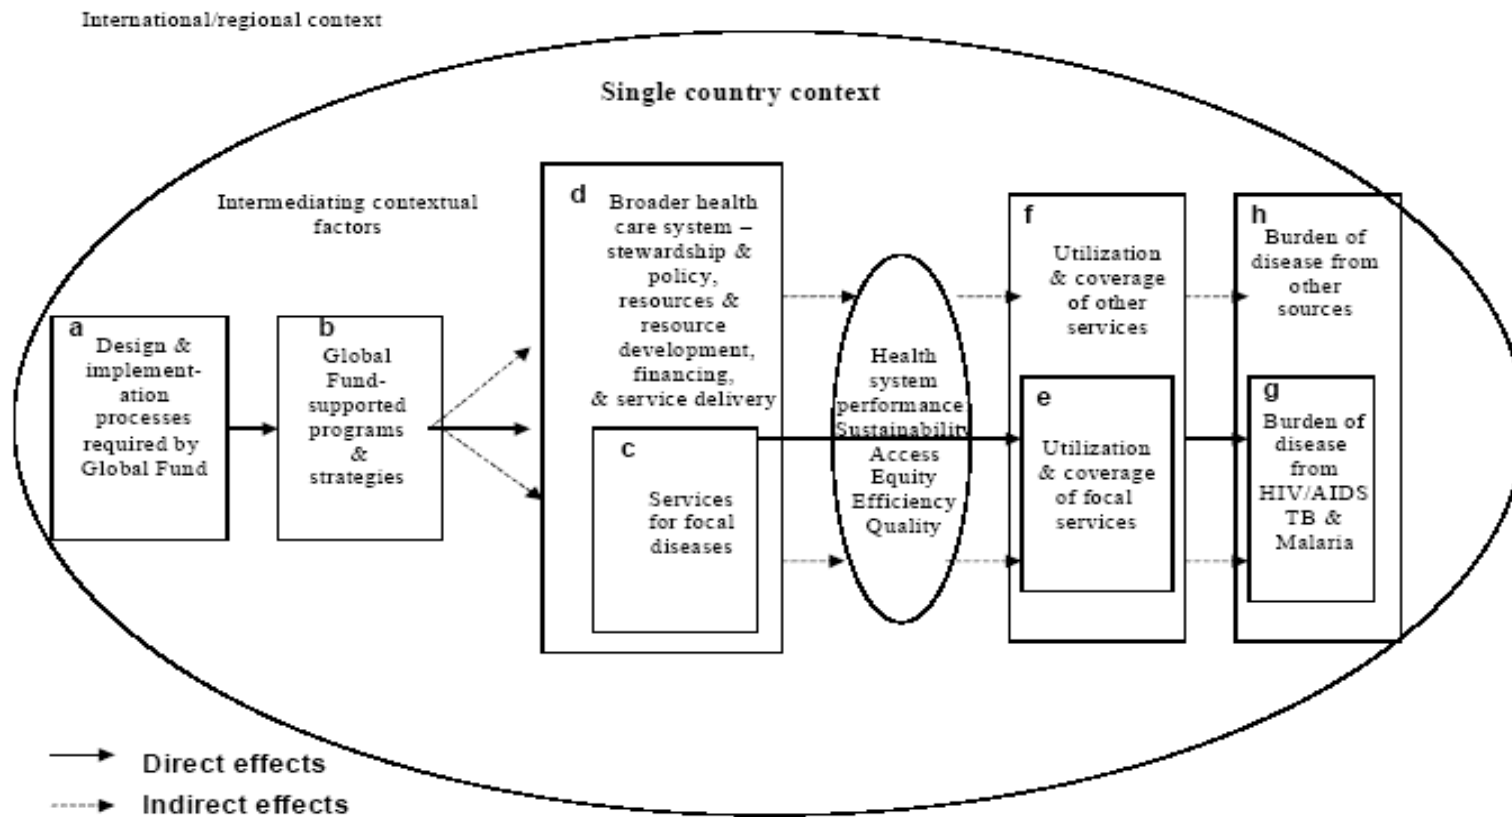 International/regional context
Single country context
Intermediating contextual
factors
a
Design &
implement-
ation
processes
required by
Global Fund
b
Global
Fund-
supported
programs
&
strategies
d
Broader health
care system –
stewardship &
policy,
resources &
resource
development,
financing,
& service delivery
c
Services
for focal
diseases
Health
system
performance
Sustainability
Access
Equity
Efficiency
Quality
f
Utilization
& coverage
of other
services
e
Utilization
& coverage
of focal
services
h
Burden of
disease from
other
sources
g
Burden of
disease
from
HIV/AIDS
TB &
Malaria
Direct effects
Indirect effects